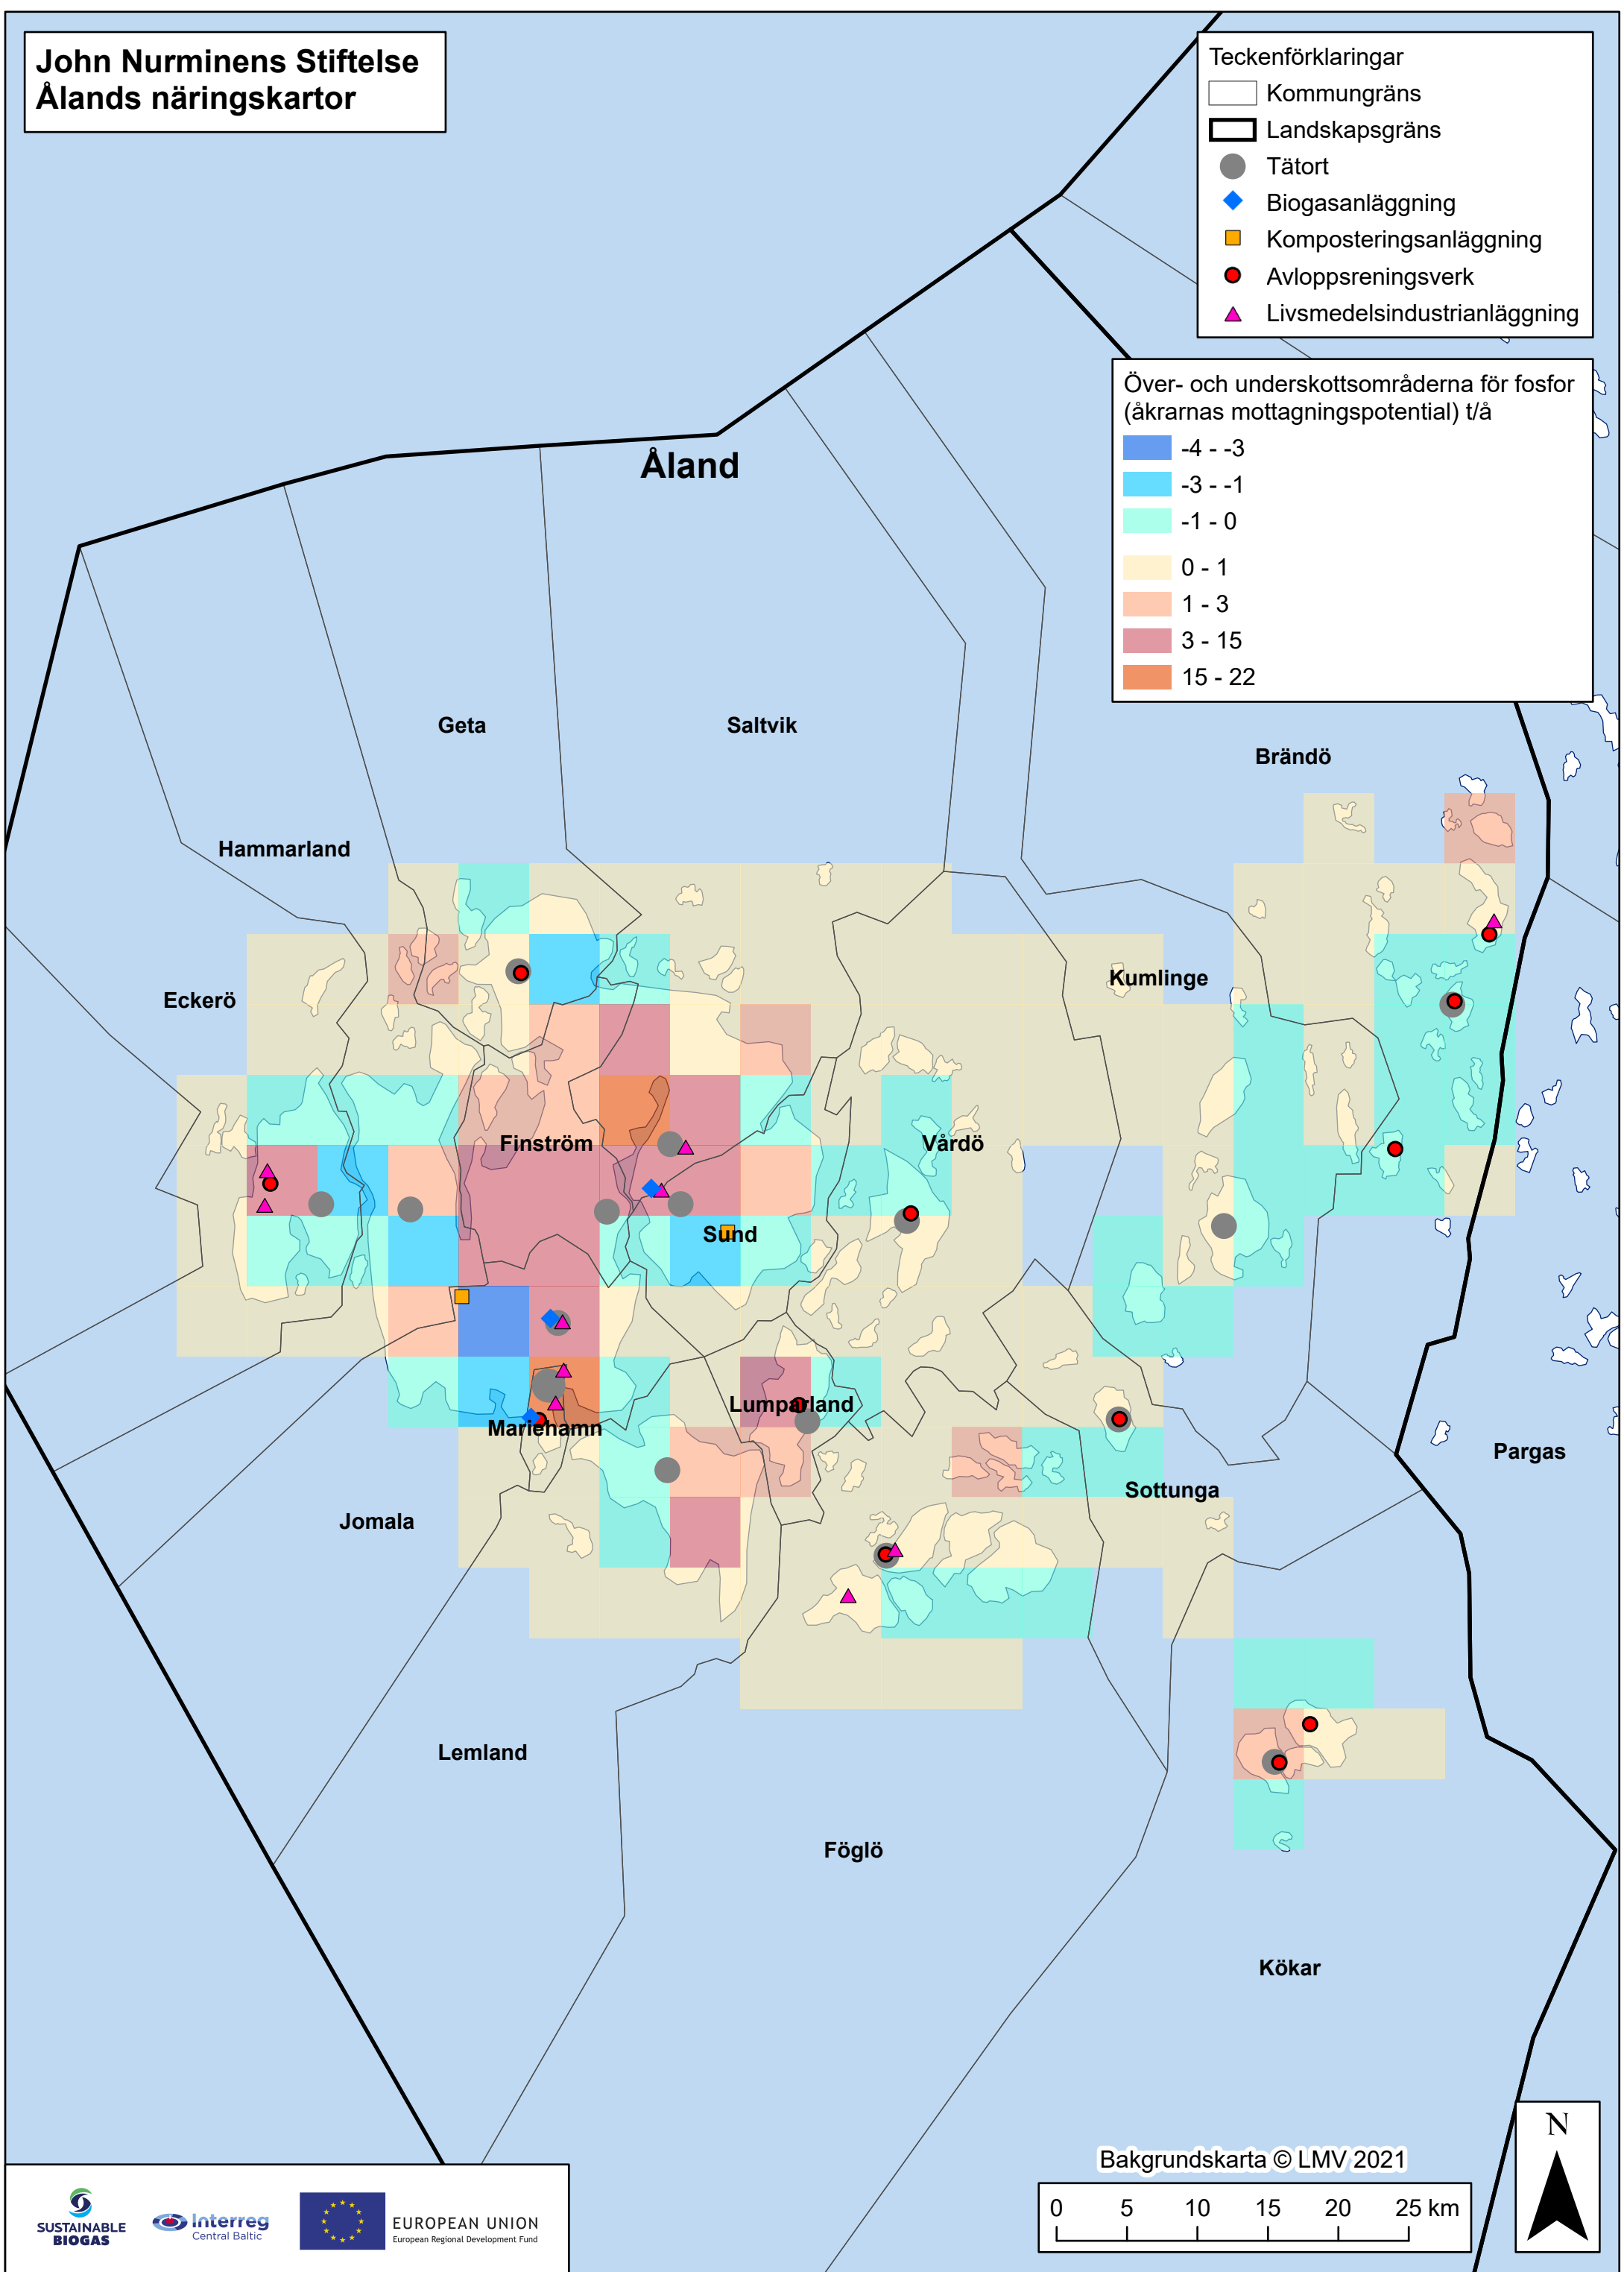 John Nurminens Stiftelse
Ålands näringskartor
Teckenförklaringar
Kommungräns
Landskapsgräns
Tätort
Biogasanläggning
Komposteringsanläggning
Avloppsreningsverk
Livsmedelsindustrianläggning
Över- och underskottsområderna för fosfor
(åkrarnas mottagningspotential) t/å
-4 - -3
-3 - -1
-1 - 0
0 - 1
1 - 3
3 - 15
15 - 22
Åland
Geta
Saltvik
Brändö
Hammarland
Kumlinge
Eckerö
Finström
Vårdö
Sund
Lumparland
Mariehamn
Pargas
Sottunga
Jomala
Lemland
Föglö
Kökar
N
Bakgrundskarta © LMV 2021
0 5 10 15 20 25 km
SUSTAINABLE
BIOGAS
Interreg
Central Baltic
EUROPEAN UNION
European Regional Development Fund